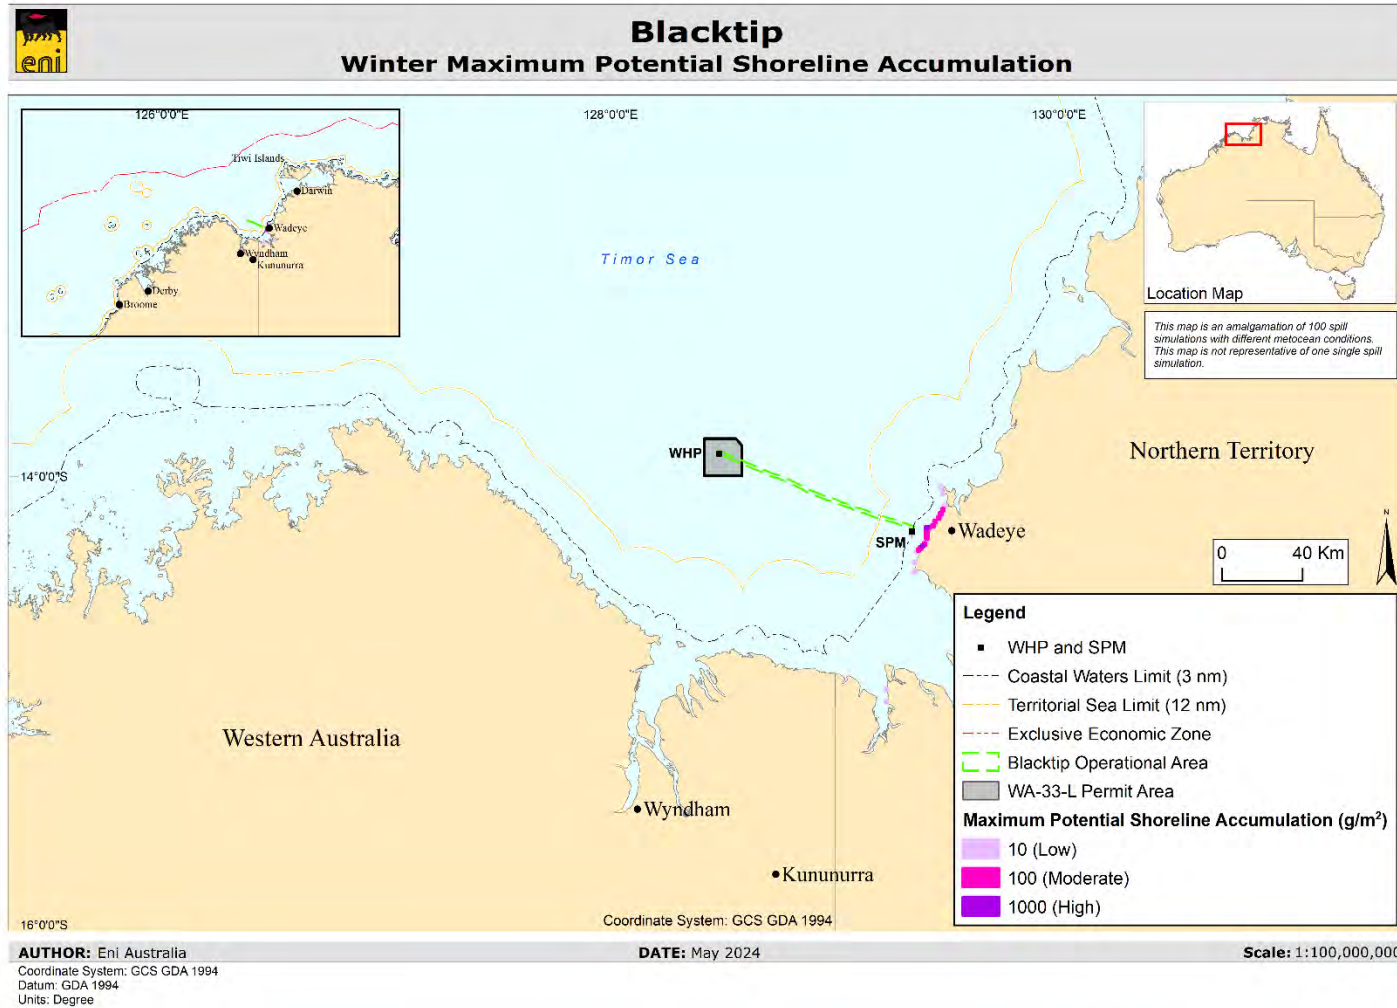 eni
Blacktip
Winter Maximum Potential Shoreline Accumulation
126°0'0"E
128°0'0"E
130°0'0"E
Tiwi Islands
Darwin
Wadeye
Wyndham
Kununurra
Derby
Broome
Timor Sea
Location Map
This map is an amalgamation of 100 spill
simulations with different metocean conditions.
This map is not representative of one single spill
simulation.
WHP
Northern Territory
14°0'0"S
SPM
Wadeye
N
0 40 Km
Western Australia
Wyndham
Kununurra
Legend
WHP and SPM
Coastal Waters Limit (3 nm)
Territorial Sea Limit (12 nm)
Exclusive Economic Zone
Blacktip Operational Area
WA-33-L Permit Area
Maximum Potential Shoreline Accumulation (g/m²)
10 (Low)
100 (Moderate)
1000 (High)
16°0'0"S
Coordinate System: GCS GDA 1994
AUTHOR: Eni Australia
DATE: May 2024
Scale: 1:100,000,000
Coordinate System: GCS GDA 1994
Datum: GDA 1994
Units: Degree